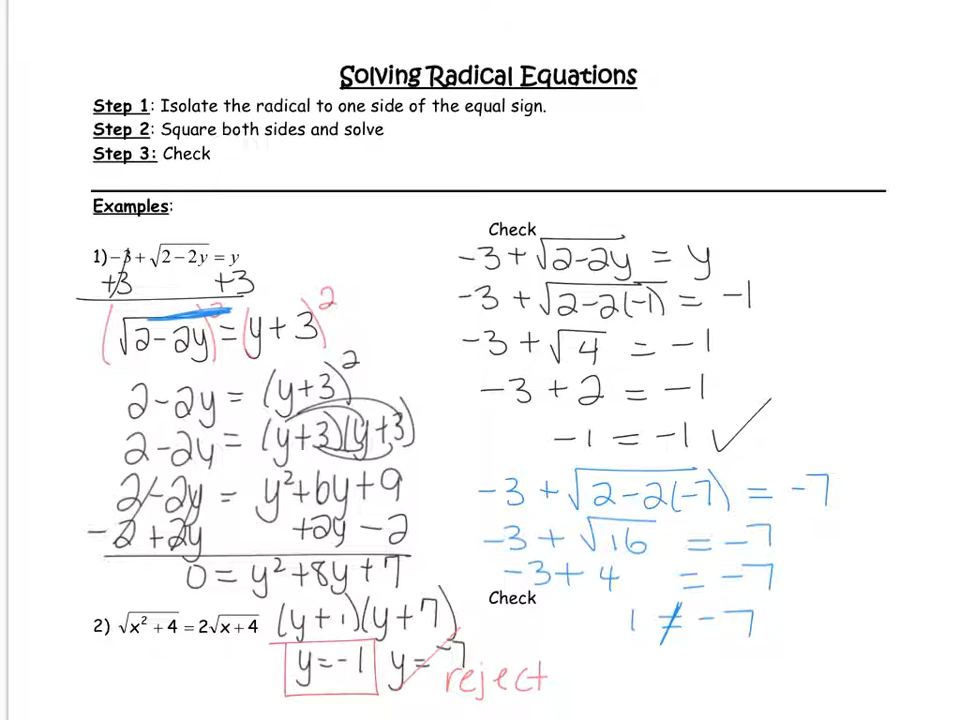 Solving Radical Equations
Step 1: Isolate the radical to one side of the equal sign.
Step 2: Square both sides and solve
Step 3: Check
Examples:
1) -3 + √(2 - 2y) = y
+3 +3
(√(2-2y))² = (y+3)²
2-2y = (y+3)²
2-2y = (y+3)(y+3)
2-2y = y²+6y+9
-2 +2y +2y -2
0 = y²+8y+7
(y+1)(y+7)
y=-1 y=-7
reject
Check
-3+√(2-2y) = y
-3+√(2-2(-1)) = -1
-3+√4 = -1
-3+2 = -1
-1 = -1 ✓
-3+√(2-2(-7)) = -7
-3+√16 = -7
-3+4 = -7
1 ≠ -7
2) √(x² + 4) = 2√(x + 4)
Check